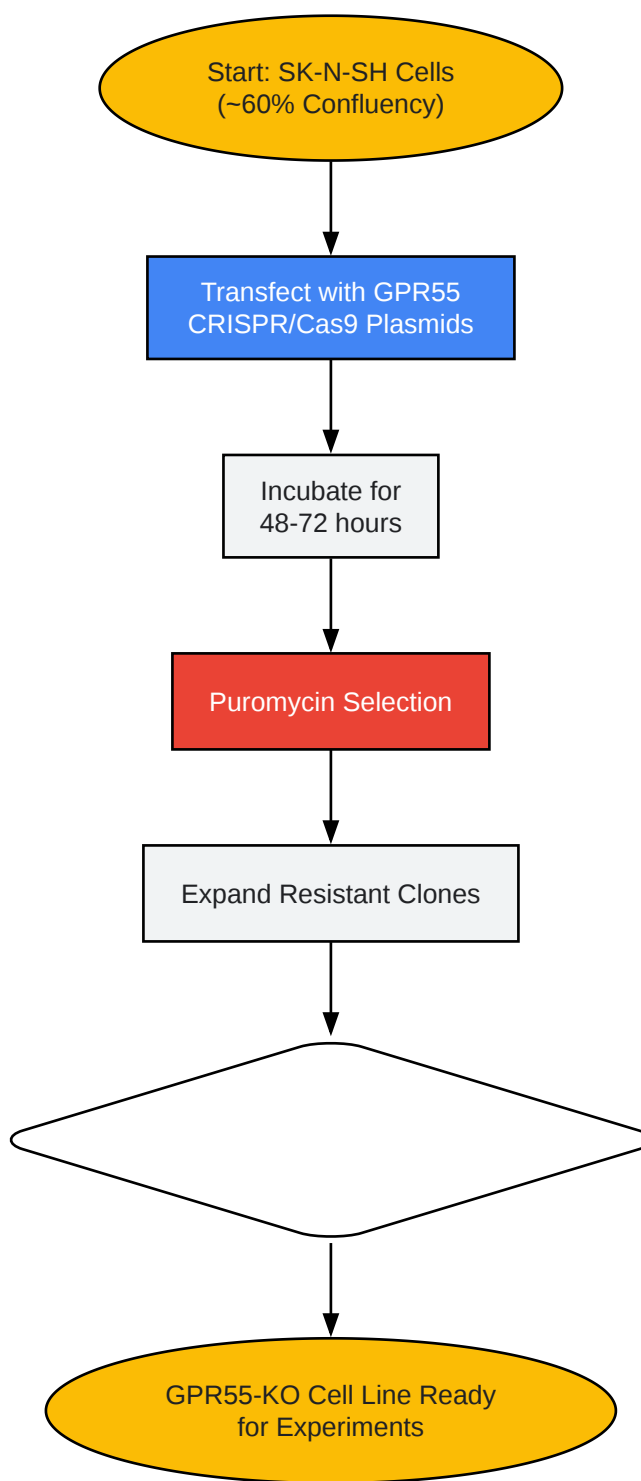 Start: SK-N-SH Cells
(~60% Confluency)
Transfect with GPR55
CRISPR/Cas9 Plasmids
Incubate for
48-72 hours
Puromycin Selection
Expand Resistant Clones
GPR55-KO Cell Line Ready
for Experiments